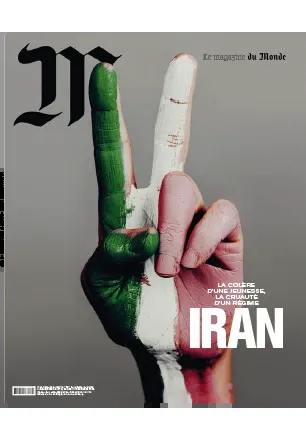 M
Le magazine du Monde
LA COLÈRE
D'UNE JEUNESSE,
LA CRUAUTÉ
D'UN RÉGIME
IRAN